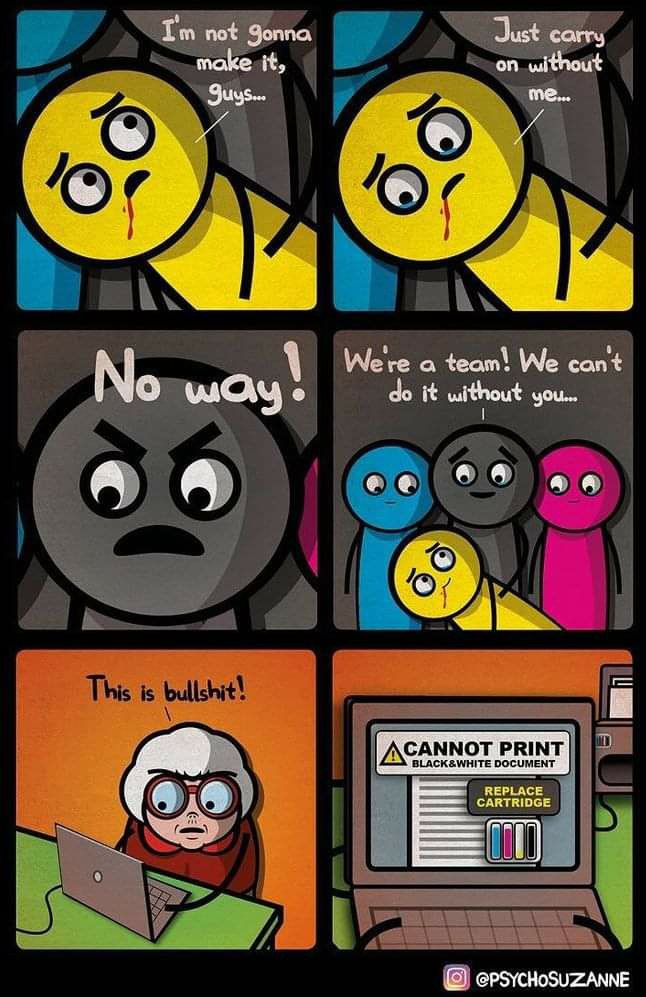 I'm not gonna
make it,
guys...
Just carry
on without
me...
No way!
We're a team! We can't
do it without you...
This is bullshit!
CANNOT PRINT
BLACK&WHITE DOCUMENT
REPLACE
CARTRIDGE
@PSYCHOSUZANNE